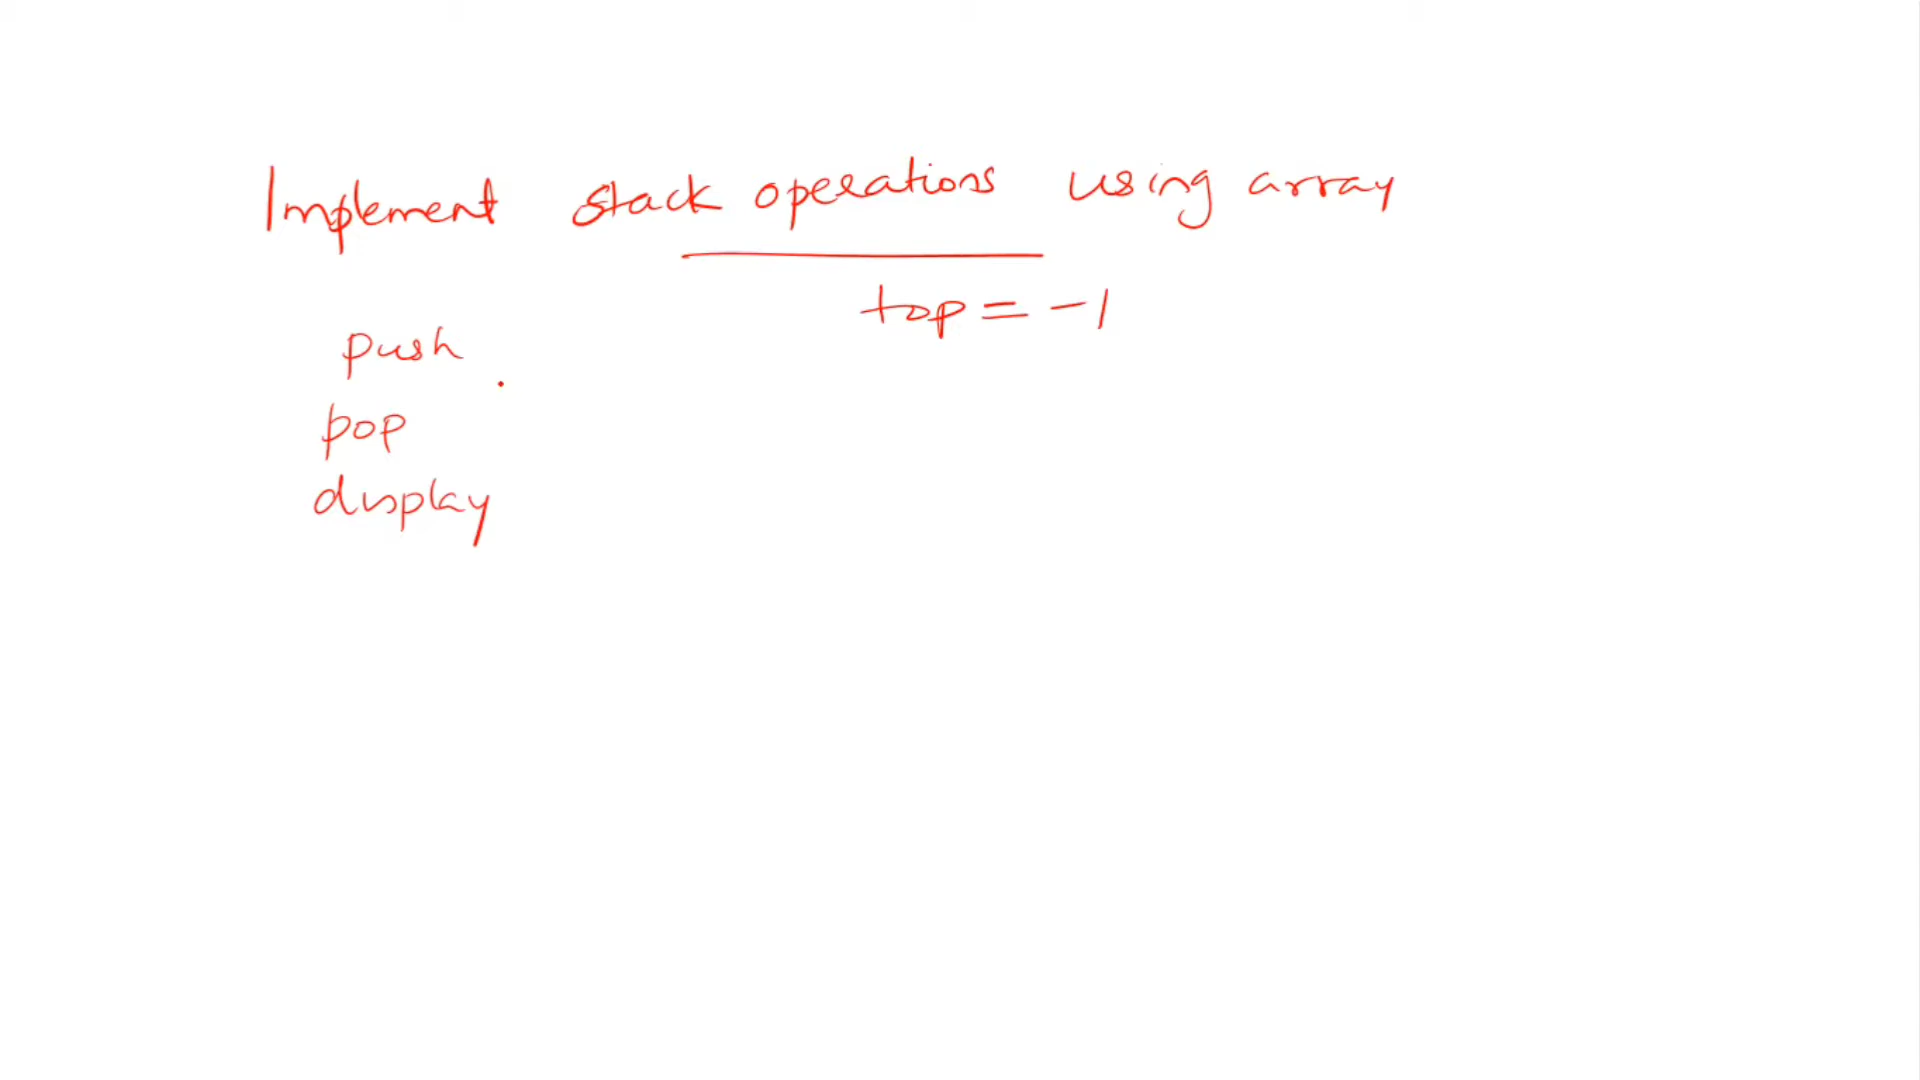 Implement stack operations using array
top = -1
push
pop
display